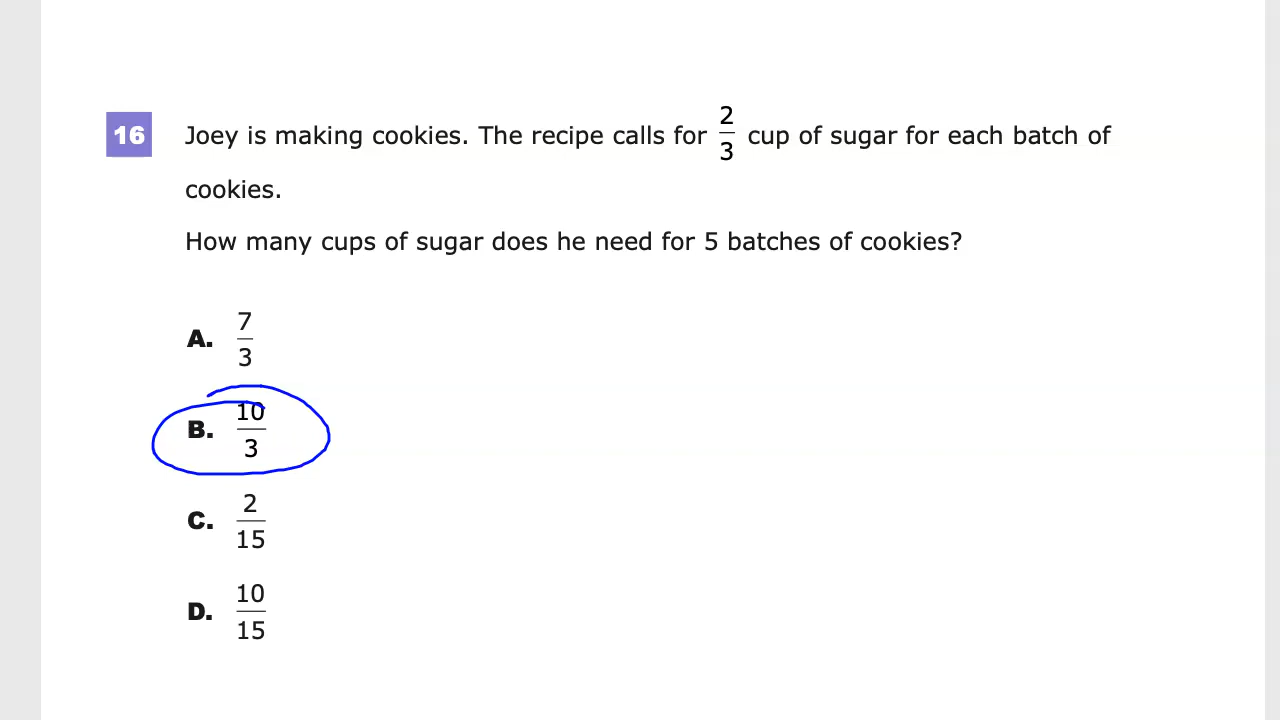 16 Joey is making cookies. The recipe calls for 2/3 cup of sugar for each batch of
cookies.
How many cups of sugar does he need for 5 batches of cookies?
A. 7/3
B. 10/3
C. 2/15
D. 10/15